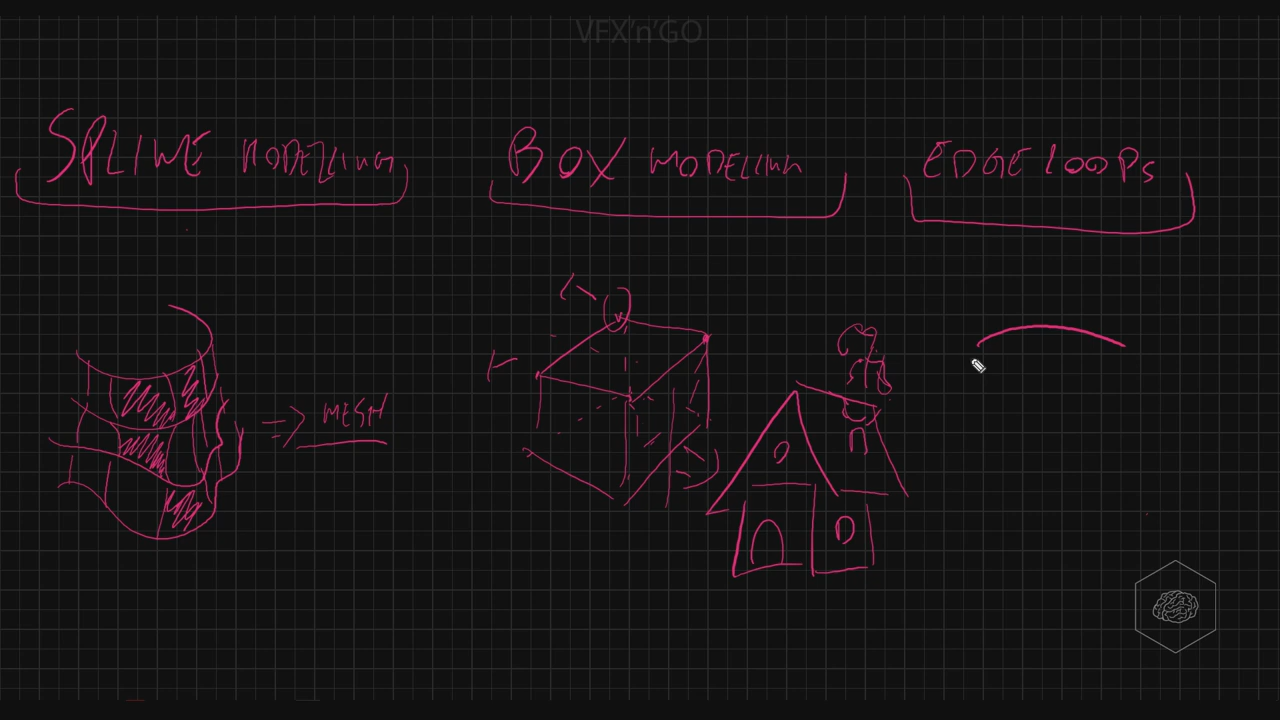 VFX'n'GO
SPLINE MODELLING
BOX MODELLING
EDGE LOOPS
=> MESH